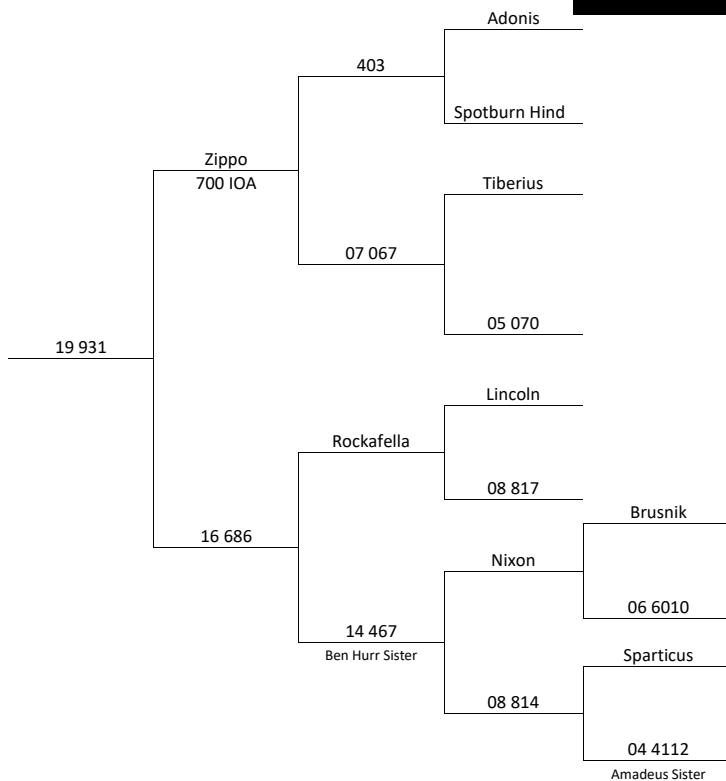 Adonis
403
Spotburn Hind
Zippo
700 IOA
Tiberius
07 067
05 070
19 931
Lincoln
Rockafella
08 817
Brusnik
16 686
Nixon
06 6010
14 467
Ben Hurr Sister
Sparticus
08 814
04 4112
Amadeus Sister